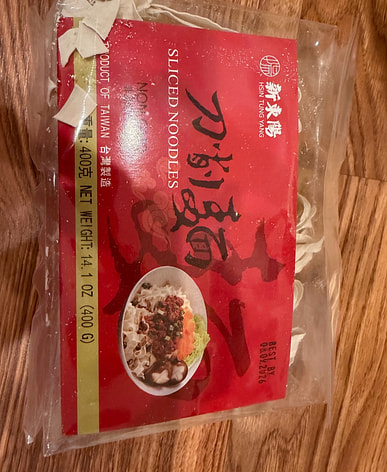 新東陽
HSIN TUNG YANG
刀削麵
SLICED NOODLES
NON
PRODUCT OF TAIWAN 台灣製造
重量: 400克 NET WEIGHT: 14.1 OZ (400 G)
BEST BY